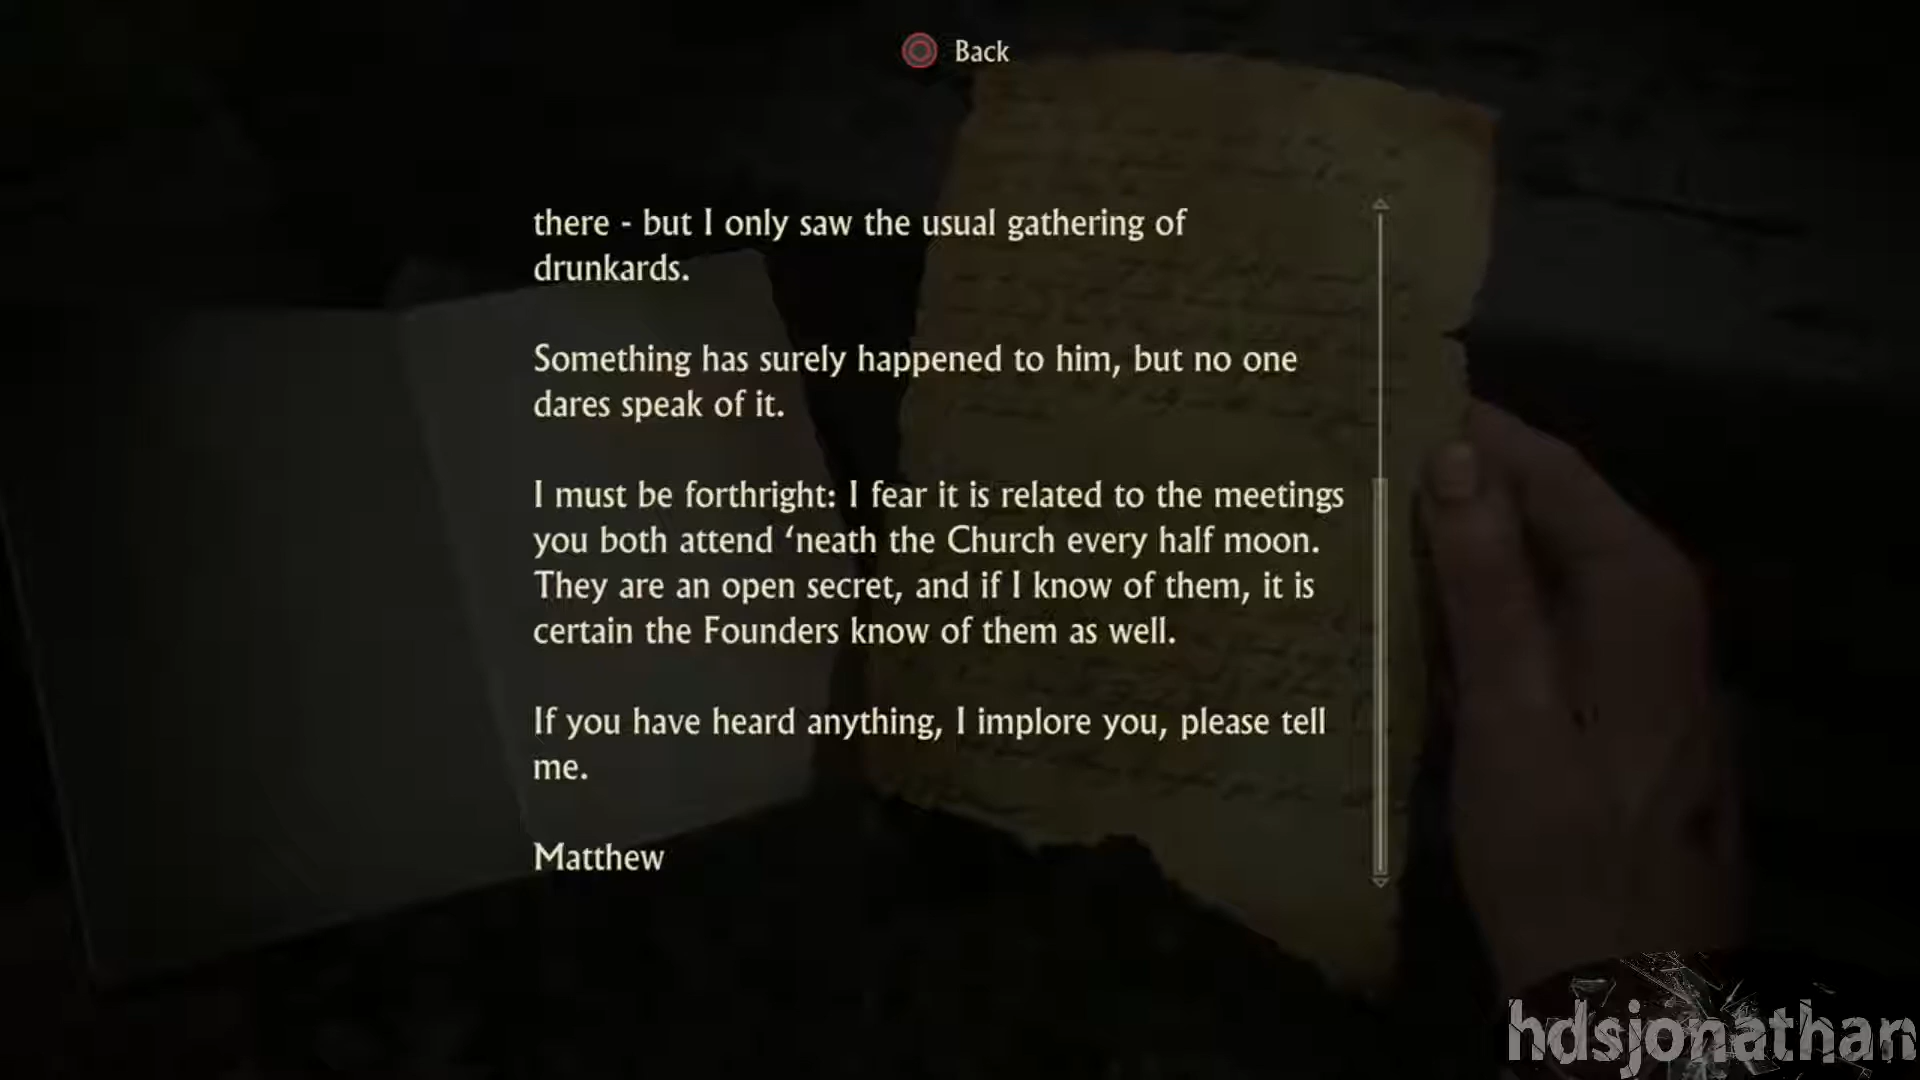 Back
there - but I only saw the usual gathering of
drunkards.
Something has surely happened to him, but no one
dares speak of it.
I must be forthright: I fear it is related to the meetings
you both attend ‘neath the Church every half moon.
They are an open secret, and if I know of them, it is
certain the Founders know of them as well.
If you have heard anything, I implore you, please tell
me.
Matthew
hdsjonathan